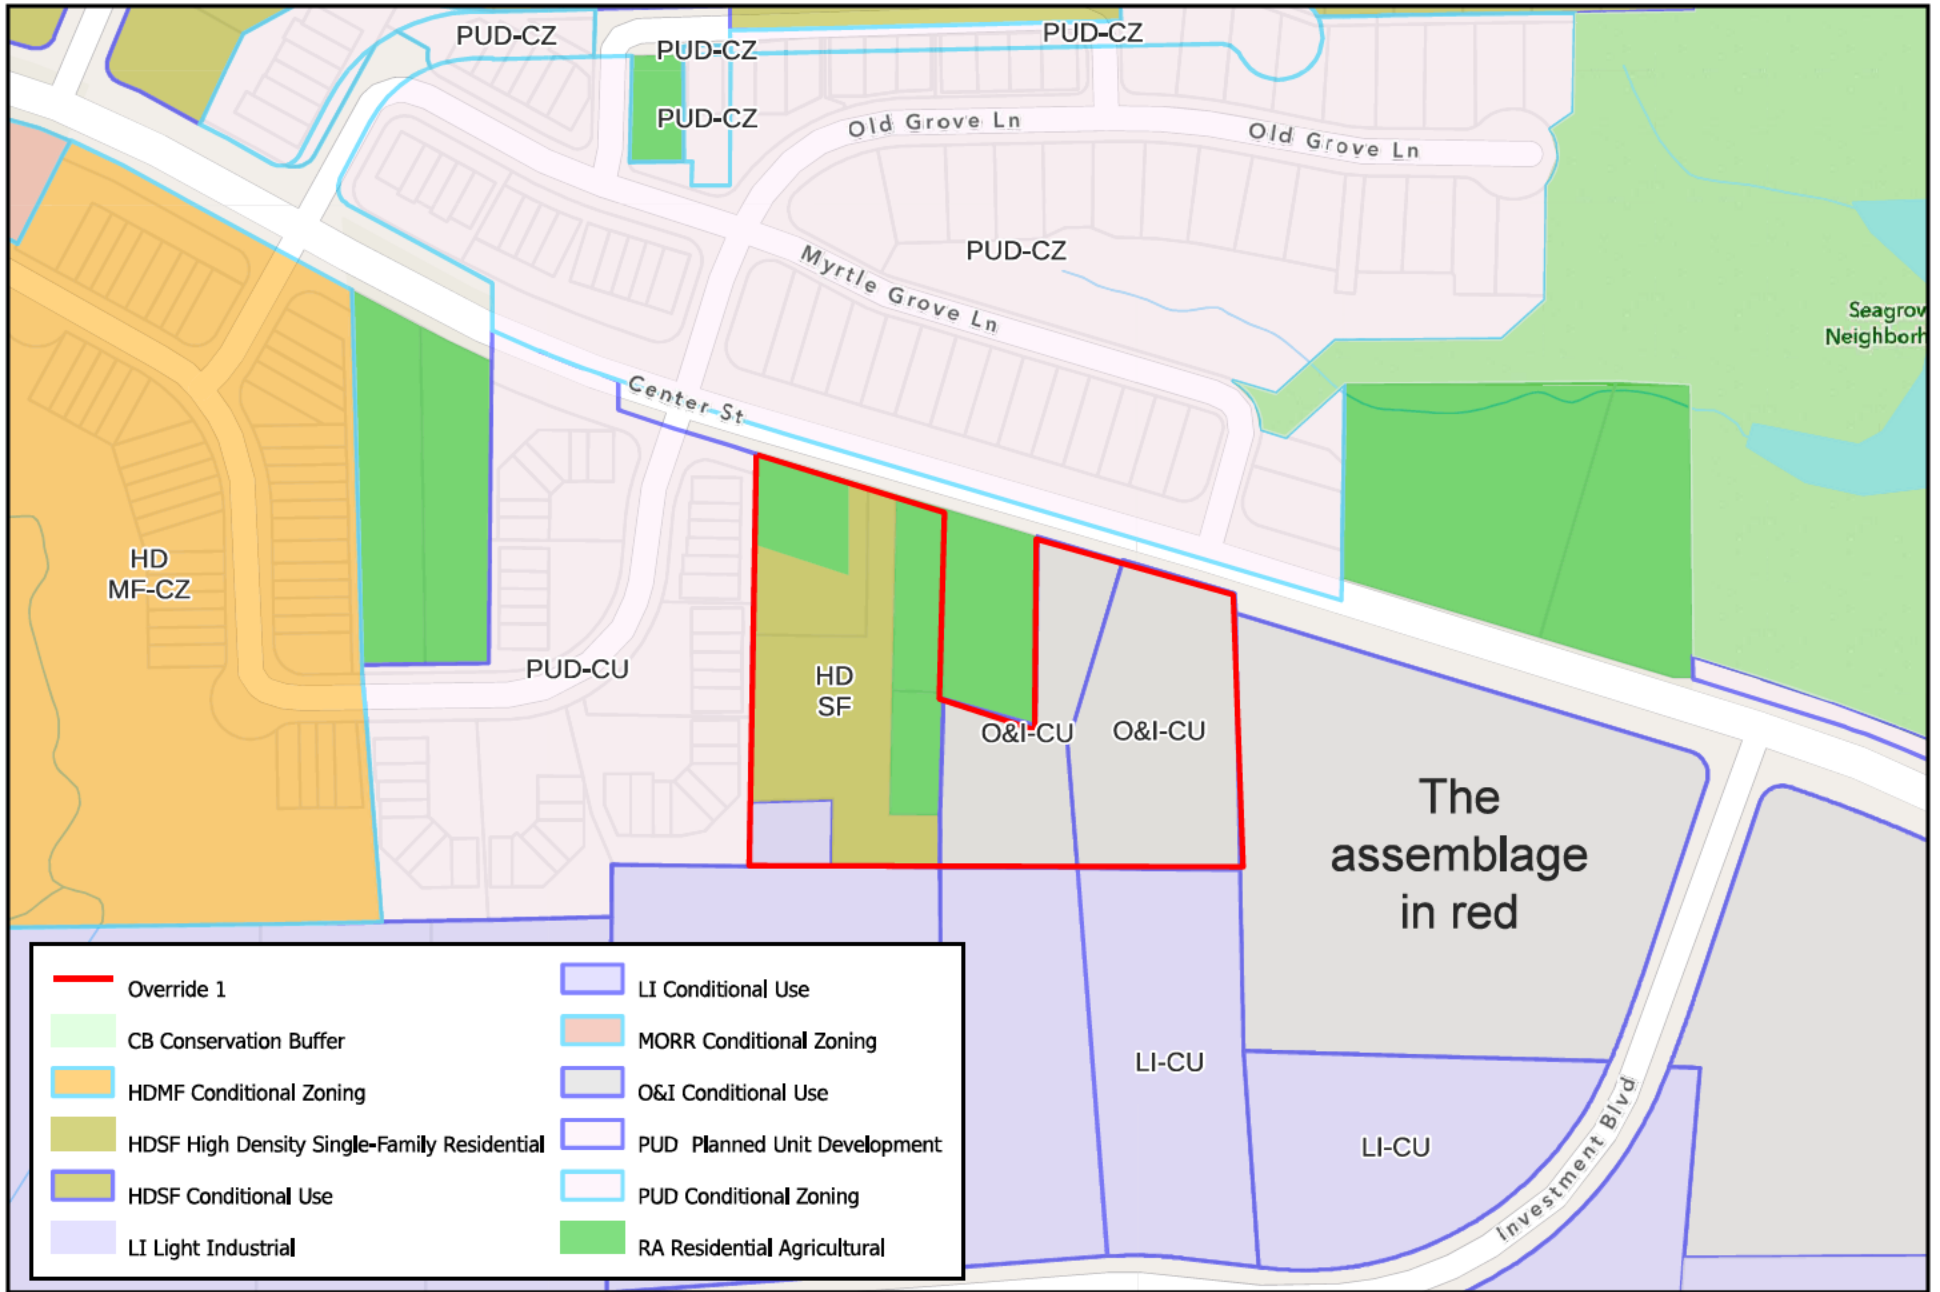 PUD-CZ
PUD-CZ
PUD-CZ
PUD-CZ
Old Grove Ln
Old Grove Ln
PUD-CZ
Myrtle Grove Ln
Seagrov
Neighborh
Center St
HD
MF-CZ
PUD-CU
HD
SF
O&I-CU
O&I-CU
The
assemblage
in red
LI-CU
LI-CU
Investment Blvd
Override 1
CB Conservation Buffer
HDMF Conditional Zoning
HDSF High Density Single-Family Residential
HDSF Conditional Use
LI Light Industrial
LI Conditional Use
MORR Conditional Zoning
O&I Conditional Use
PUD Planned Unit Development
PUD Conditional Zoning
RA Residential Agricultural